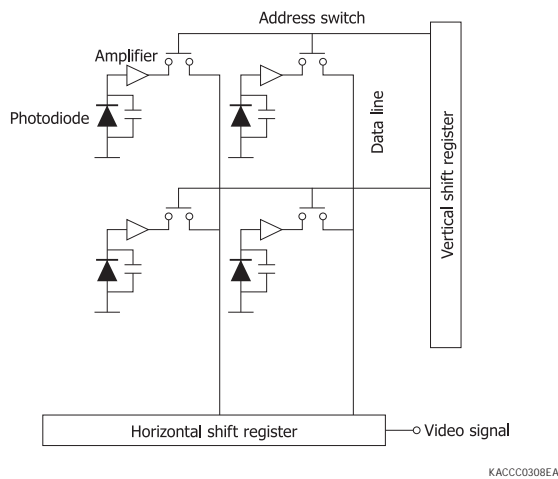 Address switch
Amplifier
Photodiode
Data line
Vertical shift register
Horizontal shift register
Video signal
KACCC0308EA